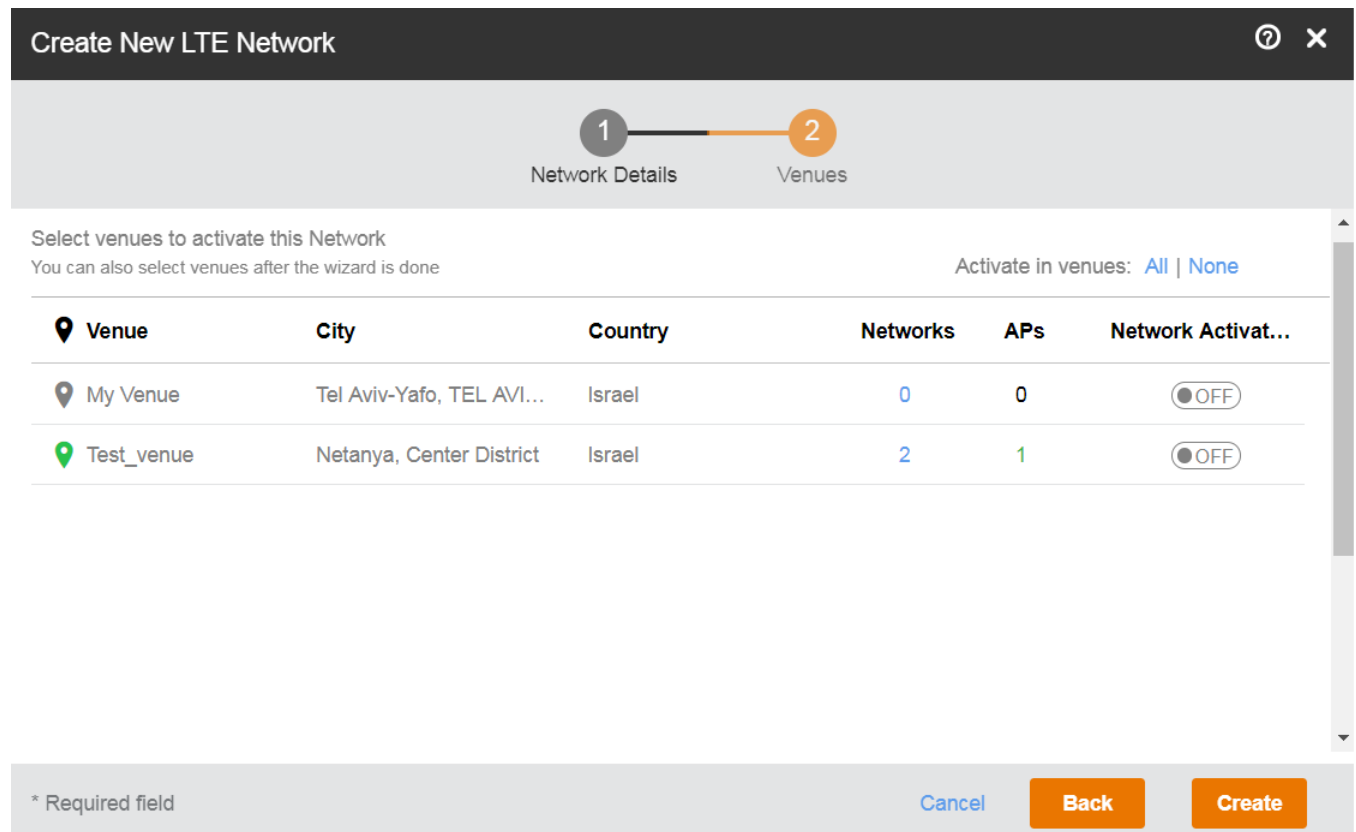 Create New LTE Network
1 2
Network Details Venues
Select venues to activate this Network
You can also select venues after the wizard is done
Activate in venues: All | None
Venue City Country Networks APs Network Activat...
My Venue Tel Aviv-Yafo, TEL AVI... Israel 0 0 OFF
Test_venue Netanya, Center District Israel 2 1 OFF
* Required field Cancel Back Create